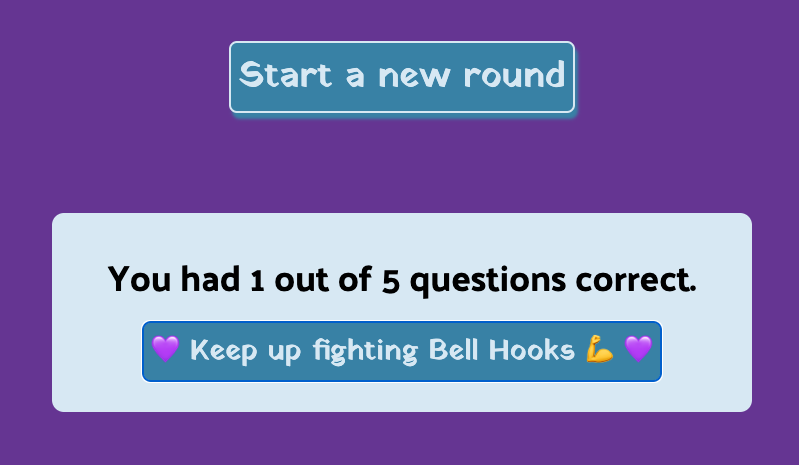 Start a new round
You had 1 out of 5 questions correct.
💜 Keep up fighting Bell Hooks 💪 💜